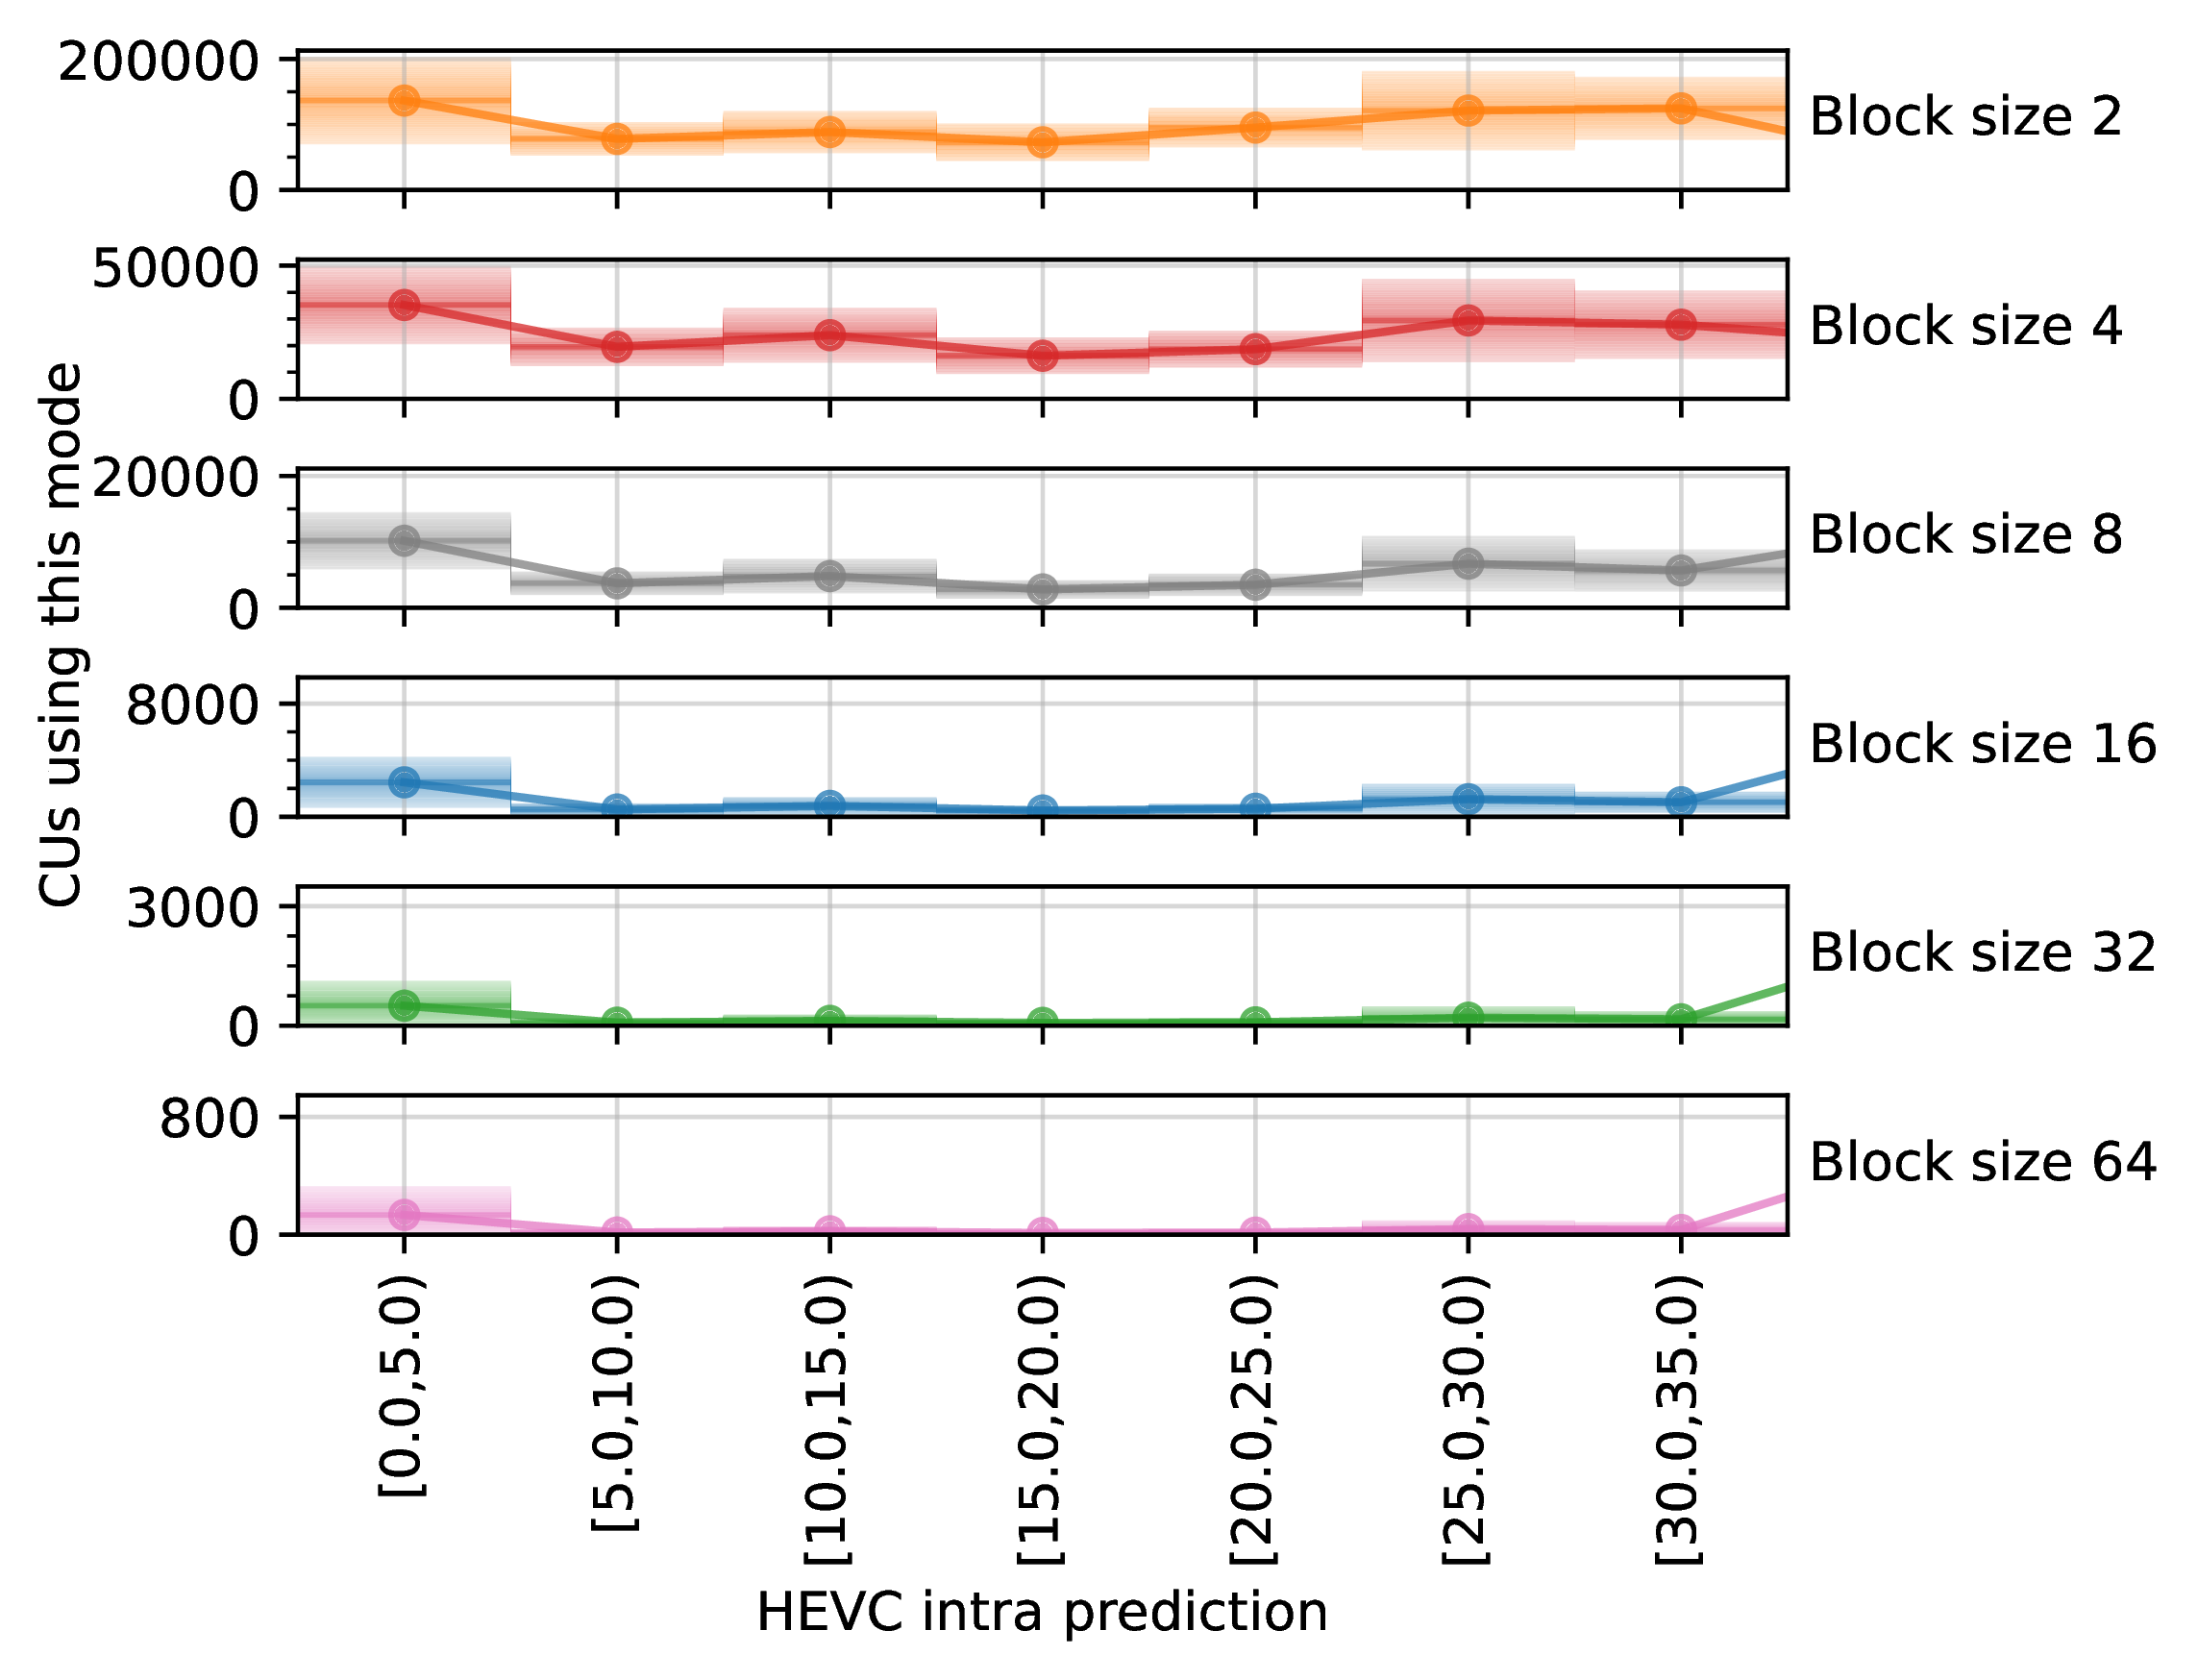 200000
0
Block size 2
50000
0
Block size 4
20000
0
Block size 8
8000
0
Block size 16
3000
0
Block size 32
800
0
Block size 64
CUs using this mode
[0.0,5.0)
[5.0,10.0)
[10.0,15.0)
[15.0,20.0)
[20.0,25.0)
[25.0,30.0)
[30.0,35.0)
HEVC intra prediction